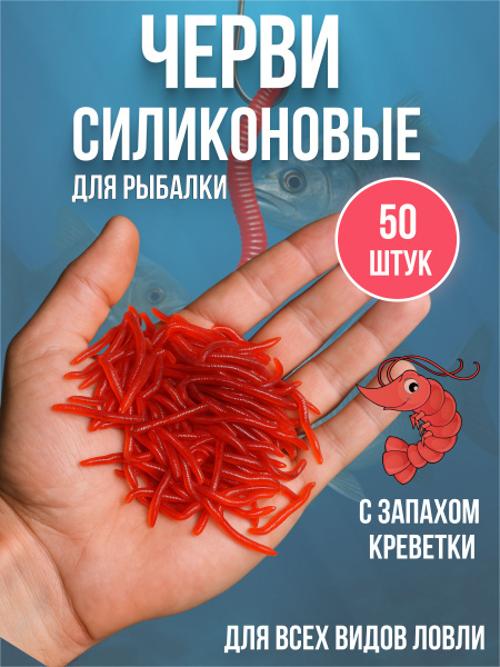 ЧЕРВИ
СИЛИКОНОВЫЕ
ДЛЯ РЫБАЛКИ
50
ШТУК
С ЗАПАХОМ
КРЕВЕТКИ
ДЛЯ ВСЕХ ВИДОВ ЛОВЛИ